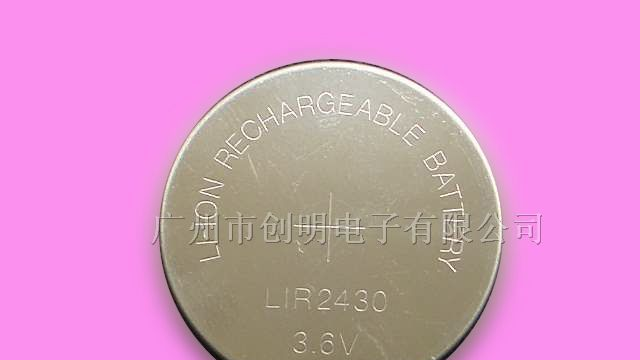 LI-ION RECHARGEABLE BATTERY
+
广州市创明电子有限公司
LIR2430
3.6V